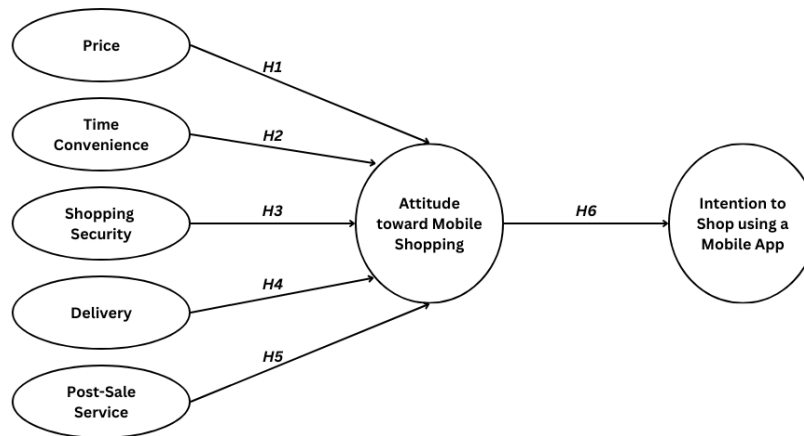 Price
H1
Time
Convenience
H2
Shopping
Security
H3
Delivery
H4
Post-Sale
Service
H5
Attitude
toward Mobile
Shopping
H6
Intention to
Shop using a
Mobile App